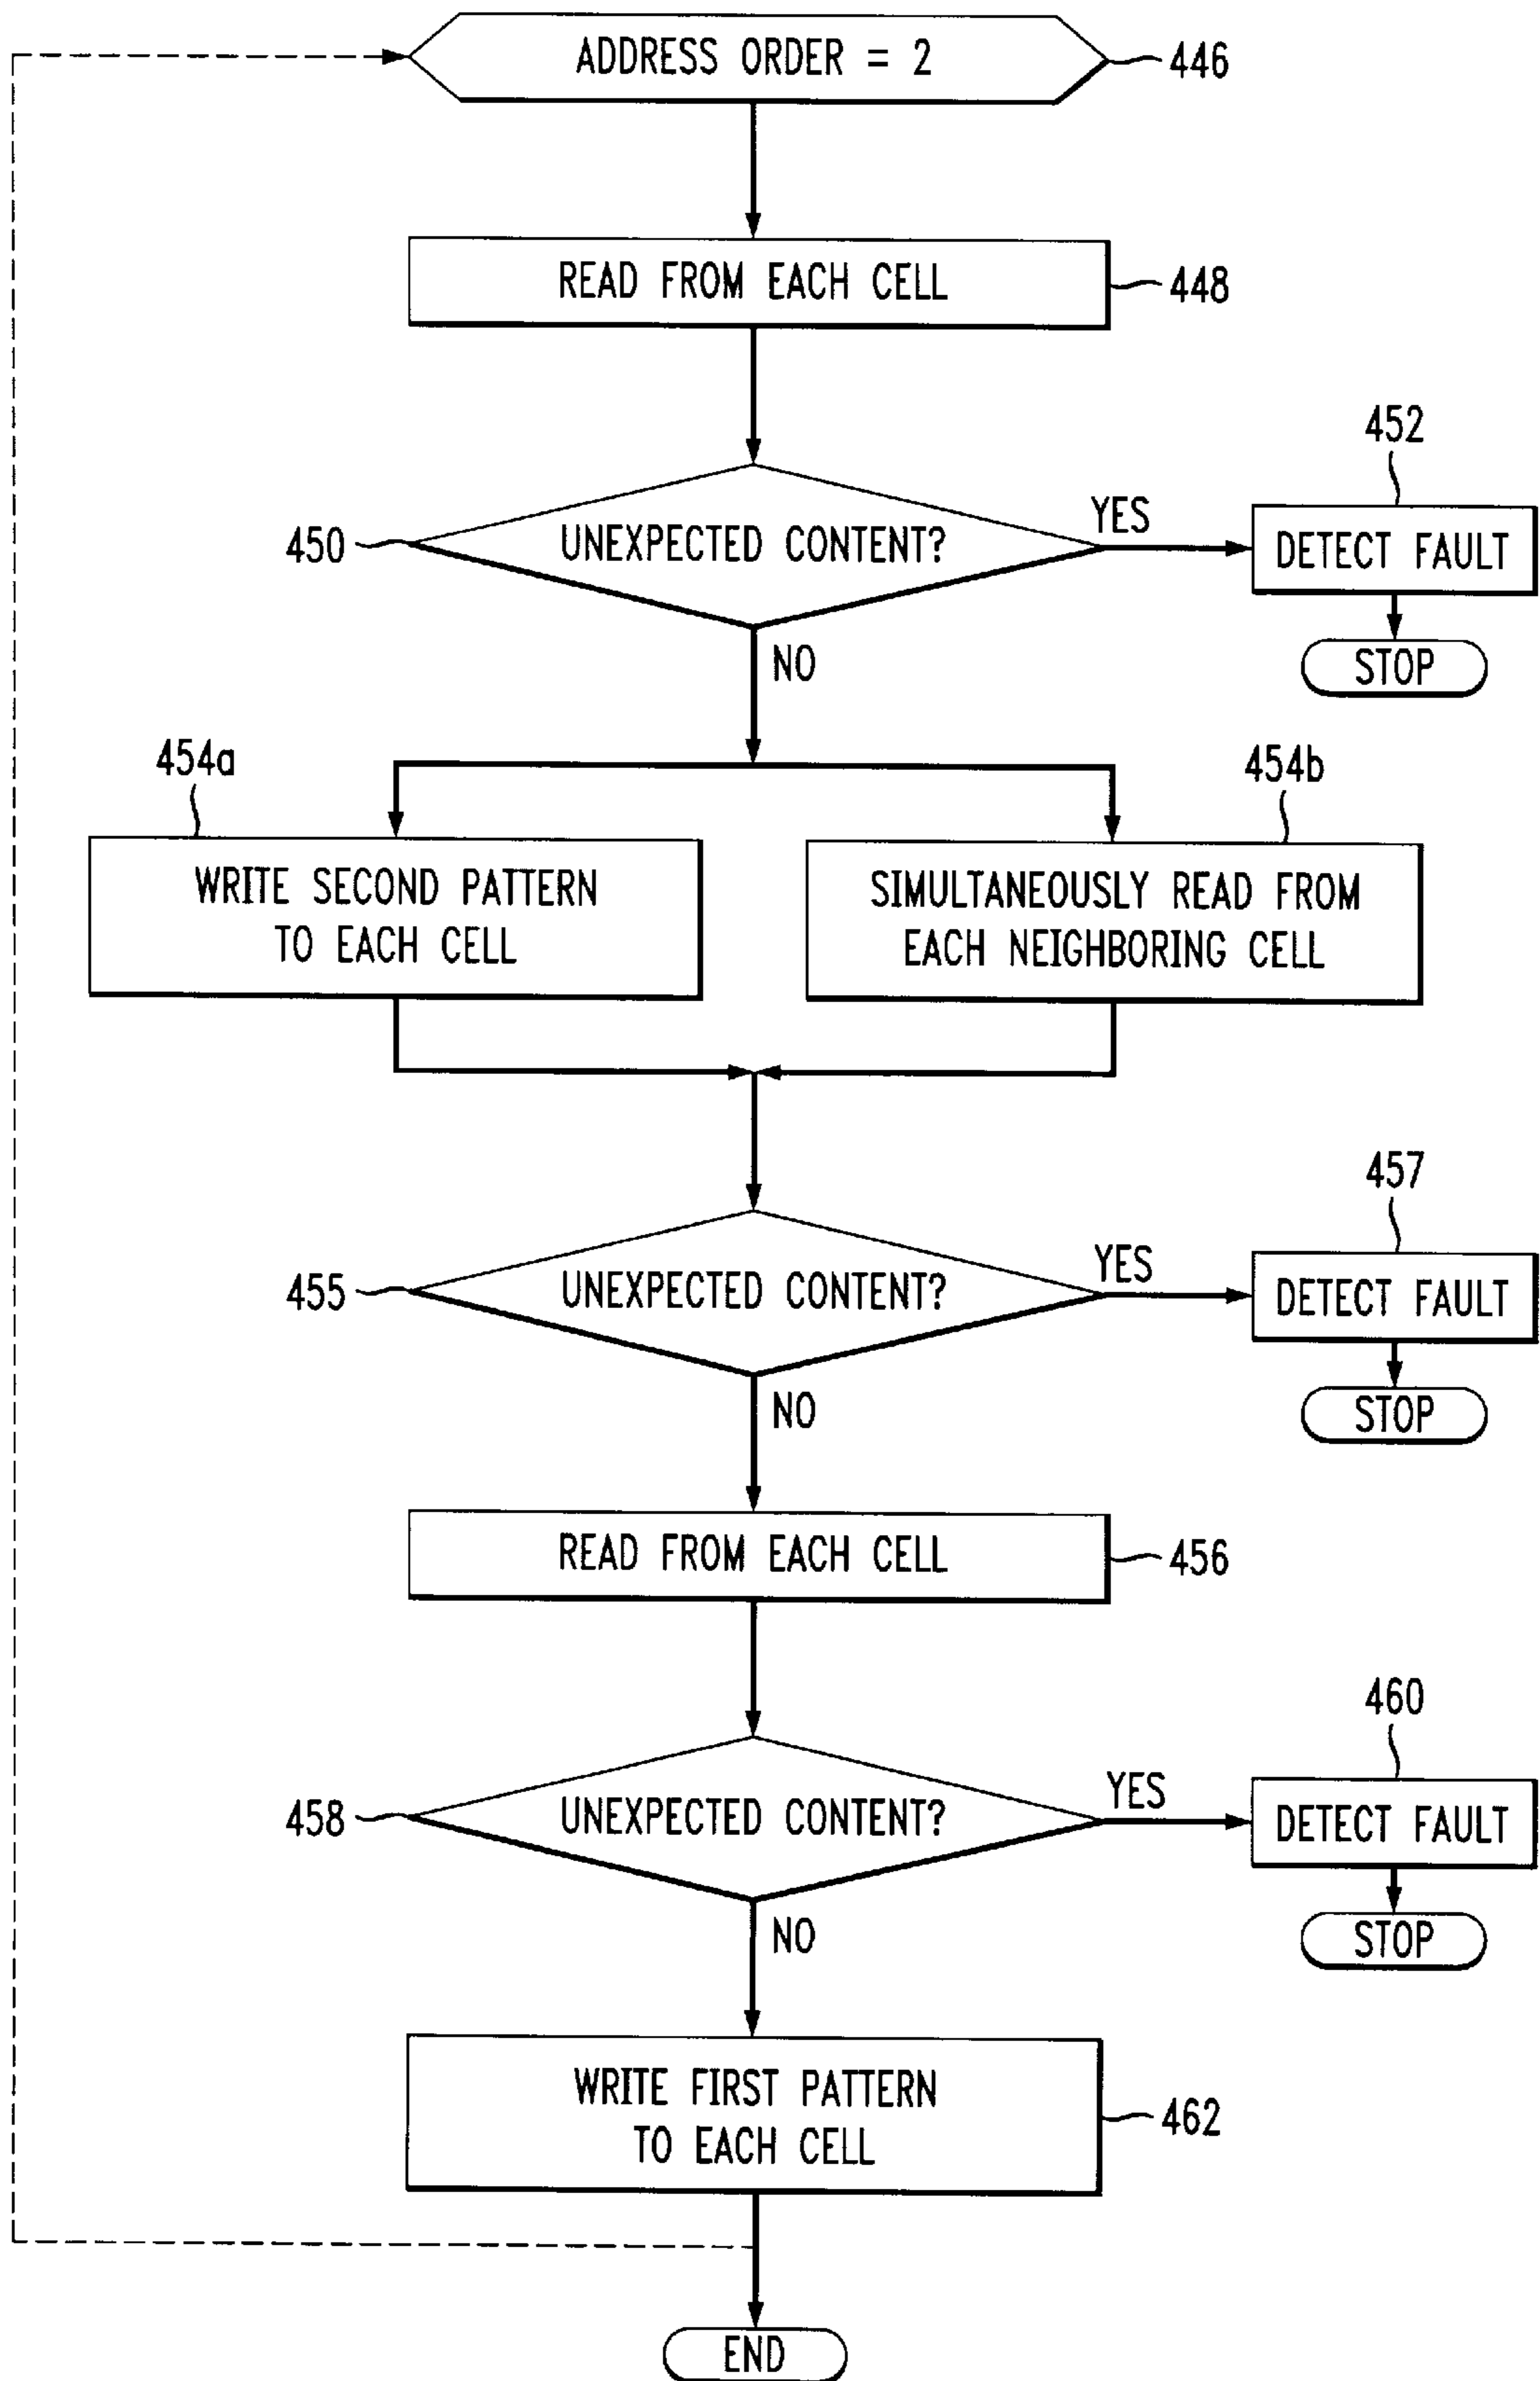 ADDRESS ORDER = 2
446
READ FROM EACH CELL
448
452
450
UNEXPECTED CONTENT?
YES
DETECT FAULT
STOP
NO
454a
454b
WRITE SECOND PATTERN
TO EACH CELL
SIMULTANEOUSLY READ FROM
EACH NEIGHBORING CELL
457
455
UNEXPECTED CONTENT?
YES
DETECT FAULT
STOP
NO
READ FROM EACH CELL
456
460
458
UNEXPECTED CONTENT?
YES
DETECT FAULT
STOP
NO
WRITE FIRST PATTERN
TO EACH CELL
462
END